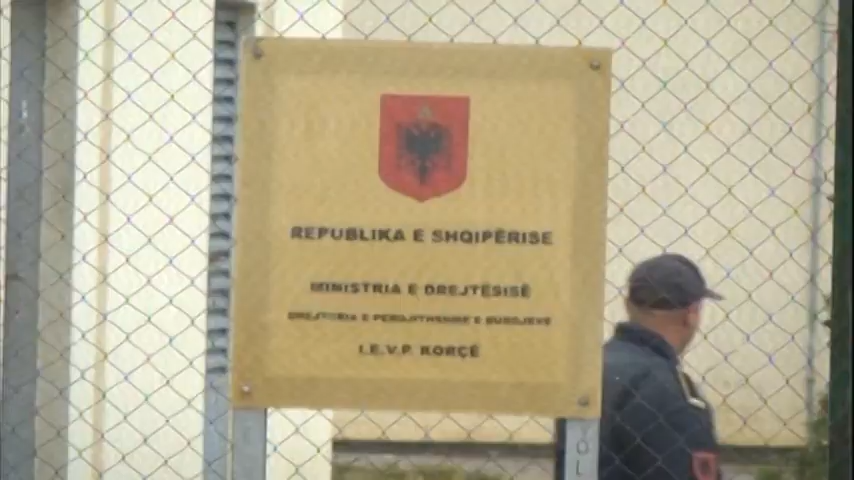 REPUBLIKA E SHQIPËRISE
MINISTRIA E DREJTËSISË
DREJTORIA E PERGJITHSHME E BURGJEVE
I.E.V.P. KORÇË